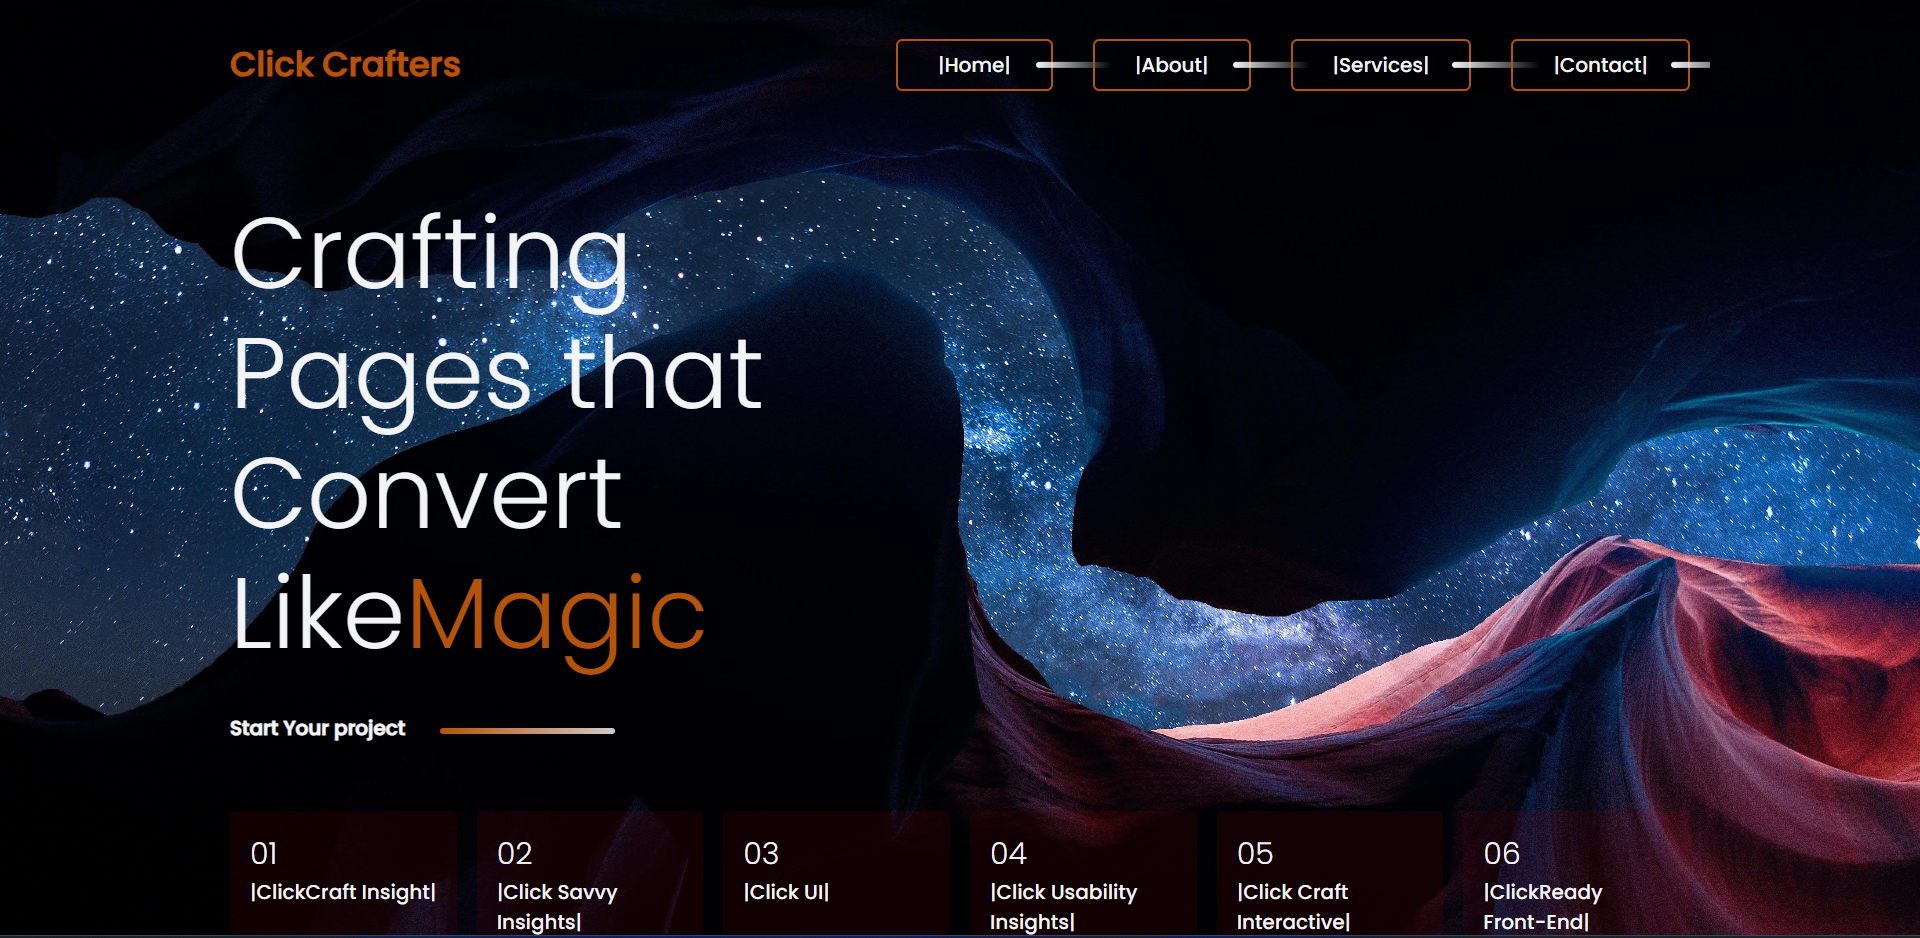 Click Crafters
|Home| |About| |Services| |Contact|
Crafting
Pages that
Convert
LikeMagic
Start Your project
01
|ClickCraft Insight|
02
|Click Savvy
Insights|
03
|Click UI|
04
|Click Usability
Insights|
05
|Click Craft
Interactive|
06
|ClickReady
Front-End|